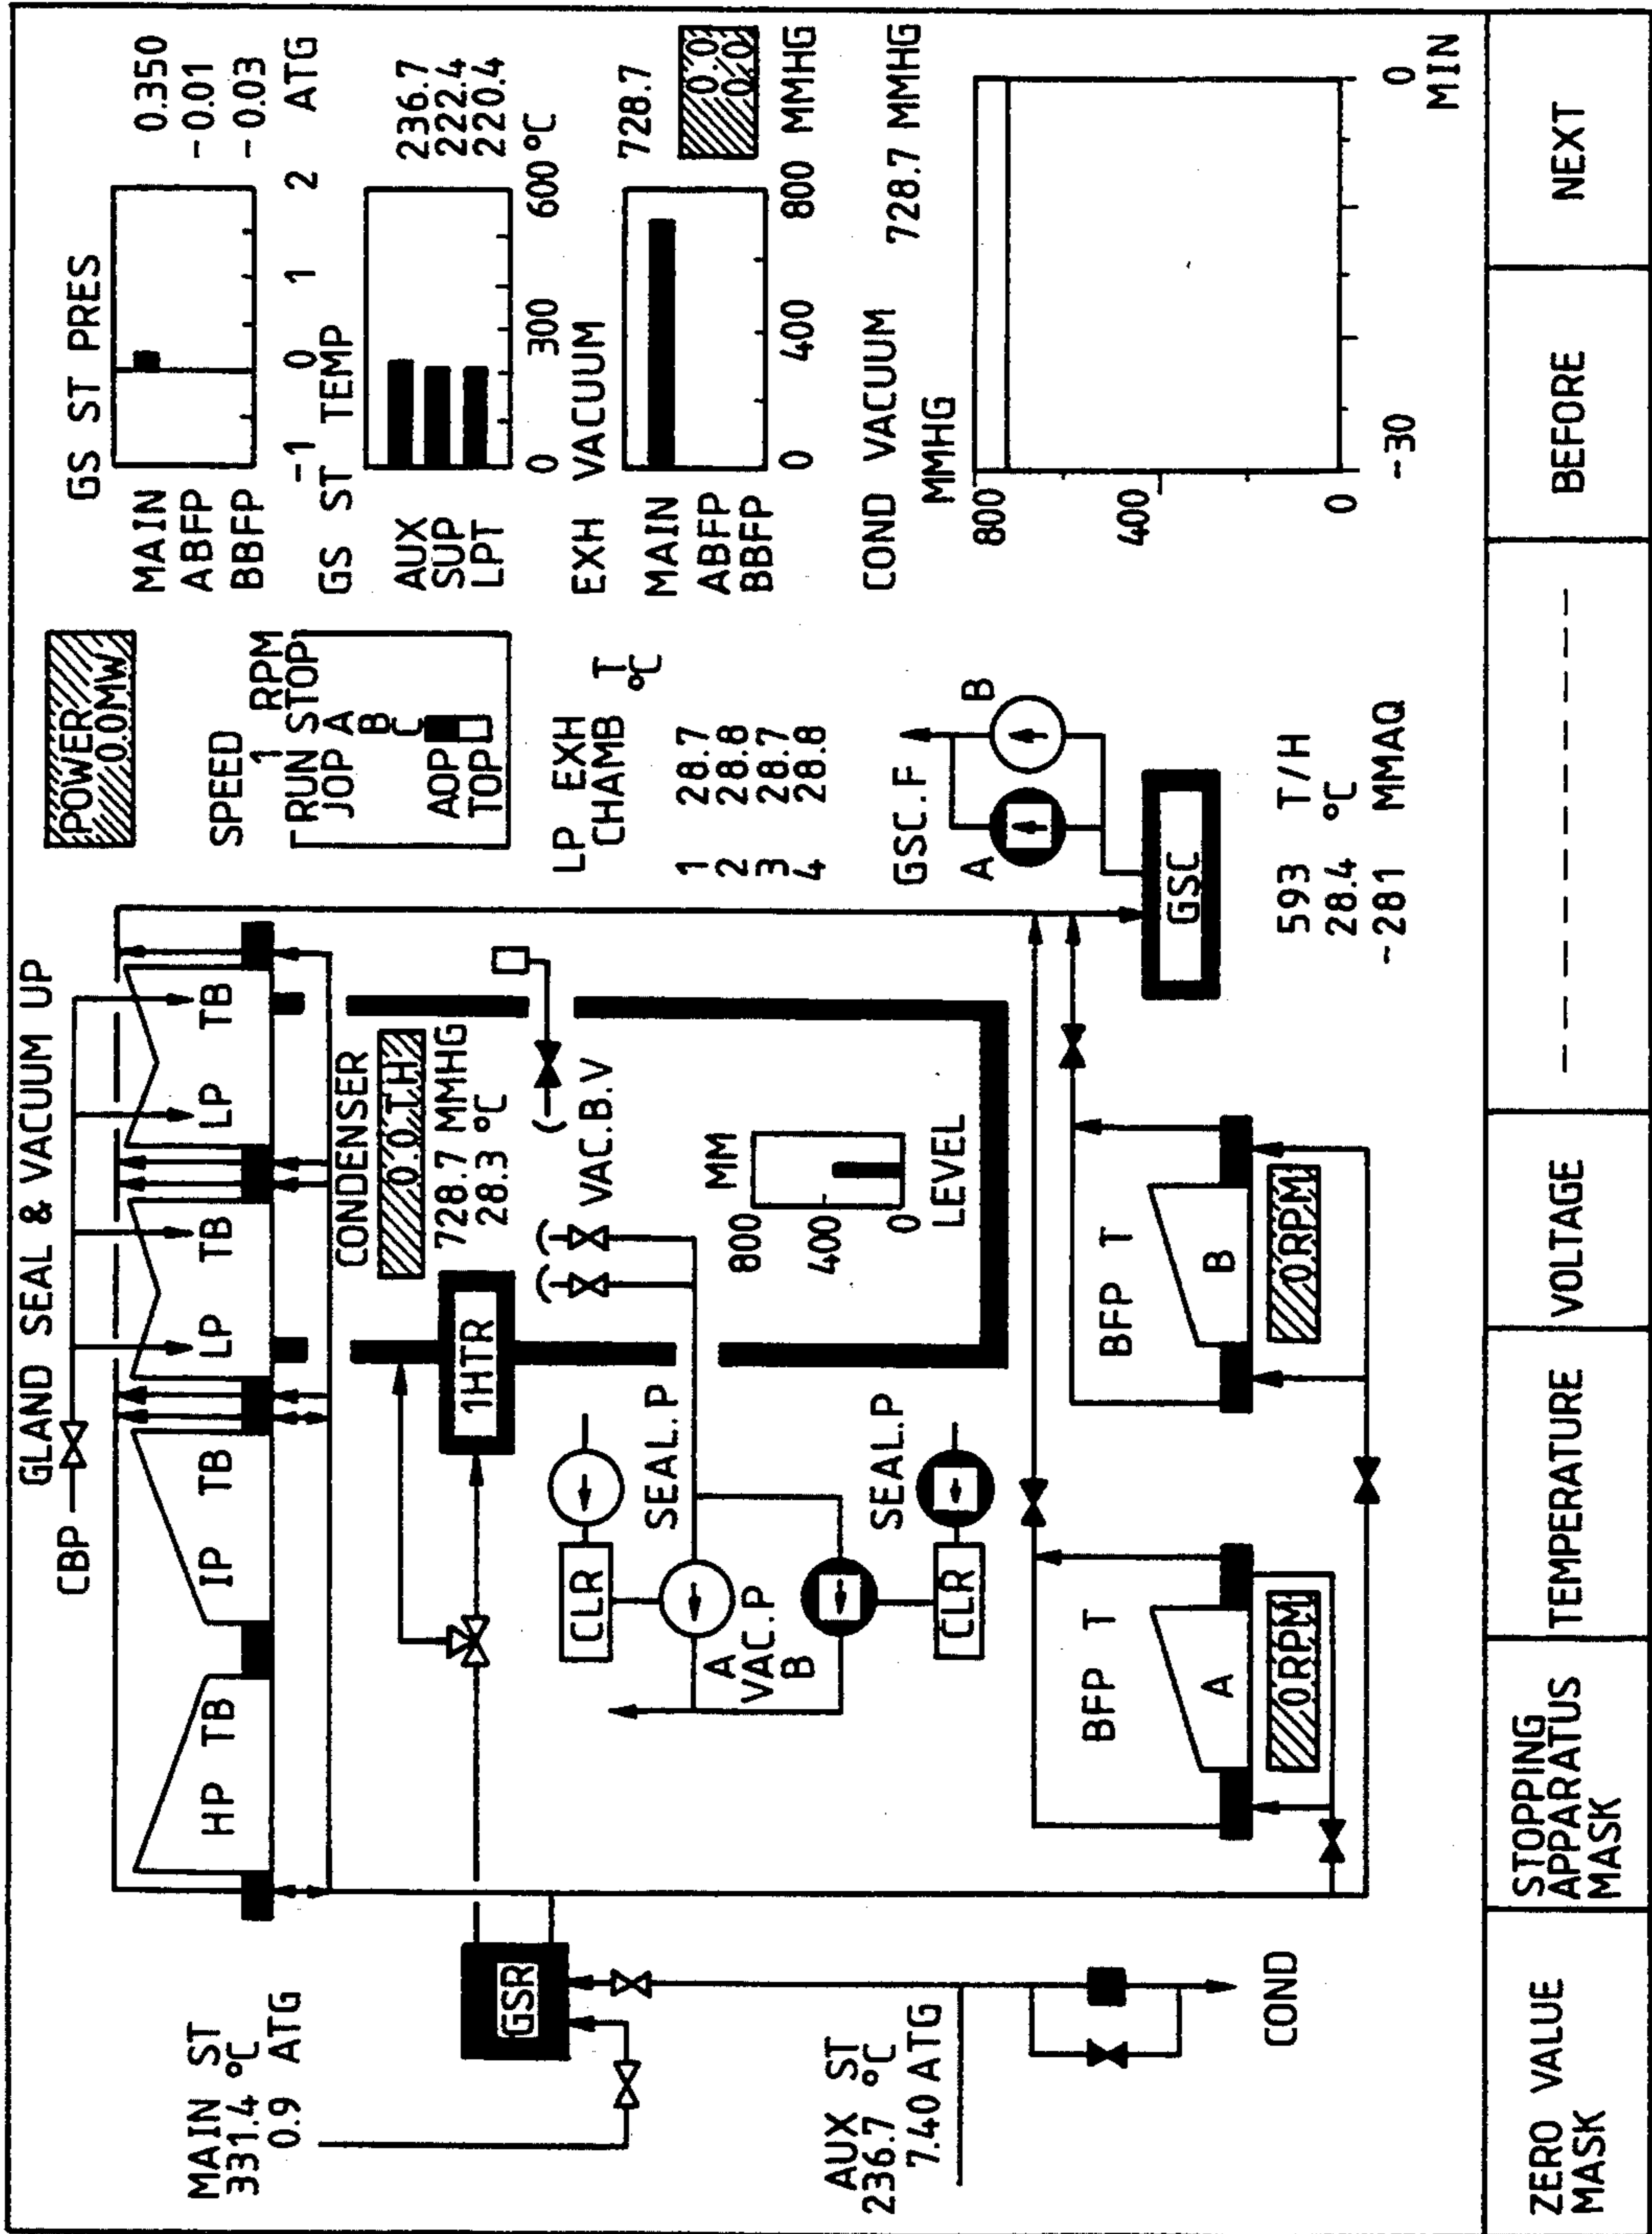 GLAND SEAL & VACUUM UP
CBP
HP TB
IP TB
LP TB
LP TB
MAIN ST
331.4 °C
0.9 ATG
GSR
AUX ST
236.7 °C
7.40 ATG
COND
CONDENSER
0.0 T.H
728.7 MMHG
28.3 °C
1HTR
VAC.B.V
CLR
SEAL.P
A
VAC.P
B
CLR
SEAL.P
MM
800
400
0
LEVEL
BFP T
A
0RPM
BFP T
B
0RPM
POWER
0.0MW
SPEED
1 RPM
RUN STOP
JOP A
B
C
AOP
TOP
LP EXH
CHAMB T
°C
1 28.7
2 28.8
3 28.7
4 28.8
GSC.F
A
B
GSC
593 T/H
28.4 °C
~281 MMAQ
GS ST PRES
MAIN 0.350
ABFP -0.01
BBFP -0.03
-1 0 1 2 ATG
GS ST TEMP
AUX 236.7
SUP 222.4
LPT 220.4
0 300 600°C
EXH VACUUM
MAIN 728.7
ABFP 0.0
BBFP 0.0
0 400 800 MMHG
COND VACUUM 728.7 MMHG
MMHG
800
400
0
~30 0
MIN
ZERO VALUE
MASK
STOPPING
APPARATUS
MASK
TEMPERATURE
VOLTAGE
BEFORE
NEXT